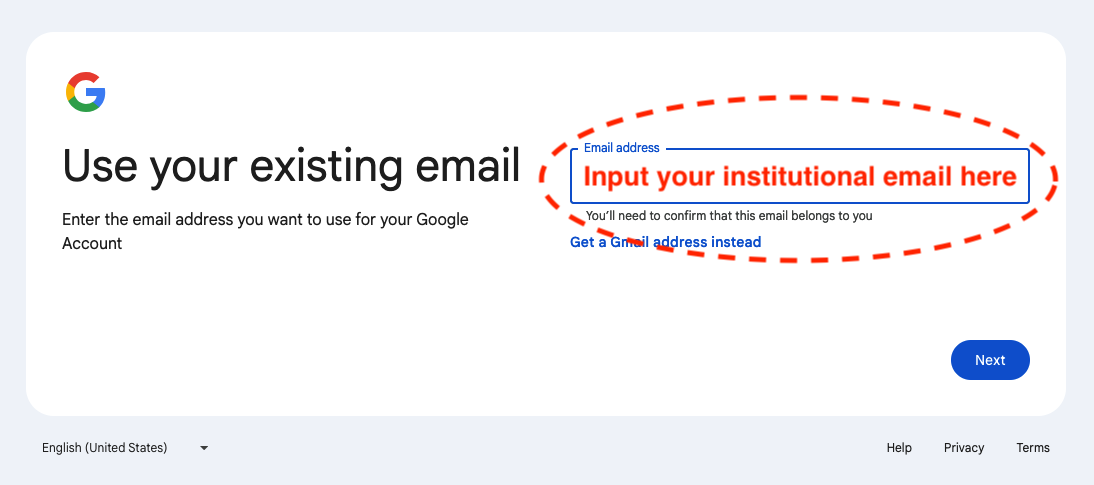 Use your existing email
Enter the email address you want to use for your Google
Account
Email address
Input your institutional email here
You’ll need to confirm that this email belongs to you
Get a Gmail address instead
Next
English (United States)
Help Privacy Terms